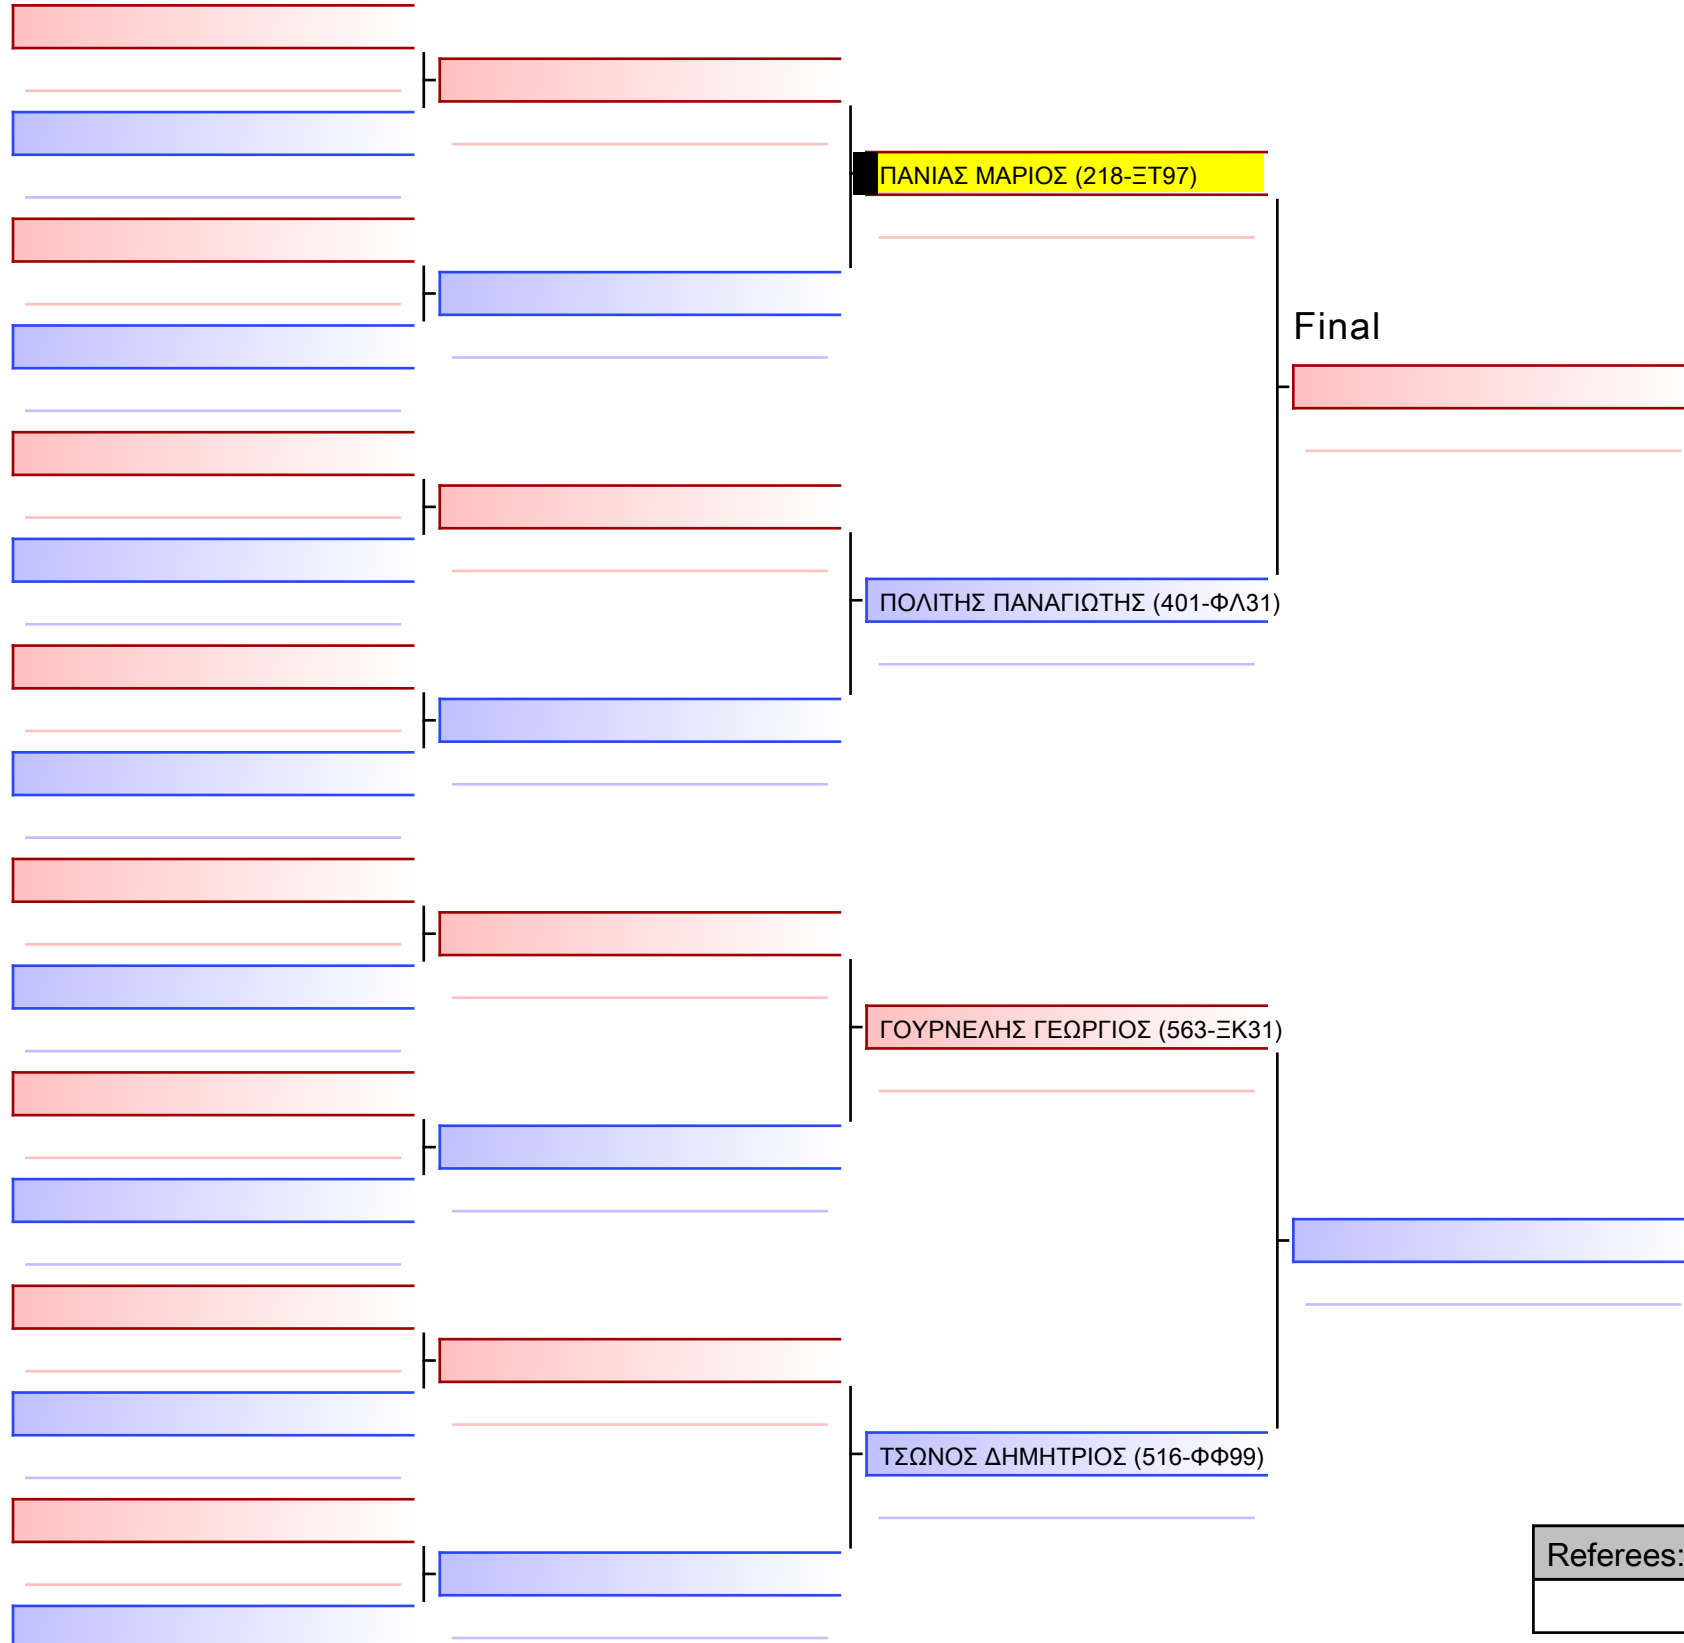 ΠΑΝΙΑΣ ΜΑΡΙΟΣ (218-ΞΤ97)
Final
ΠΟΛΙΤΗΣ ΠΑΝΑΓΙΩΤΗΣ (401-ΦΛ31)
ΓΟΥΡΝΕΛΗΣ ΓΕΩΡΓΙΟΣ (563-ΞΚ31)
ΤΣΩΝΟΣ ΔΗΜΗΤΡΙΟΣ (516-ΦΦ99)
Referees: